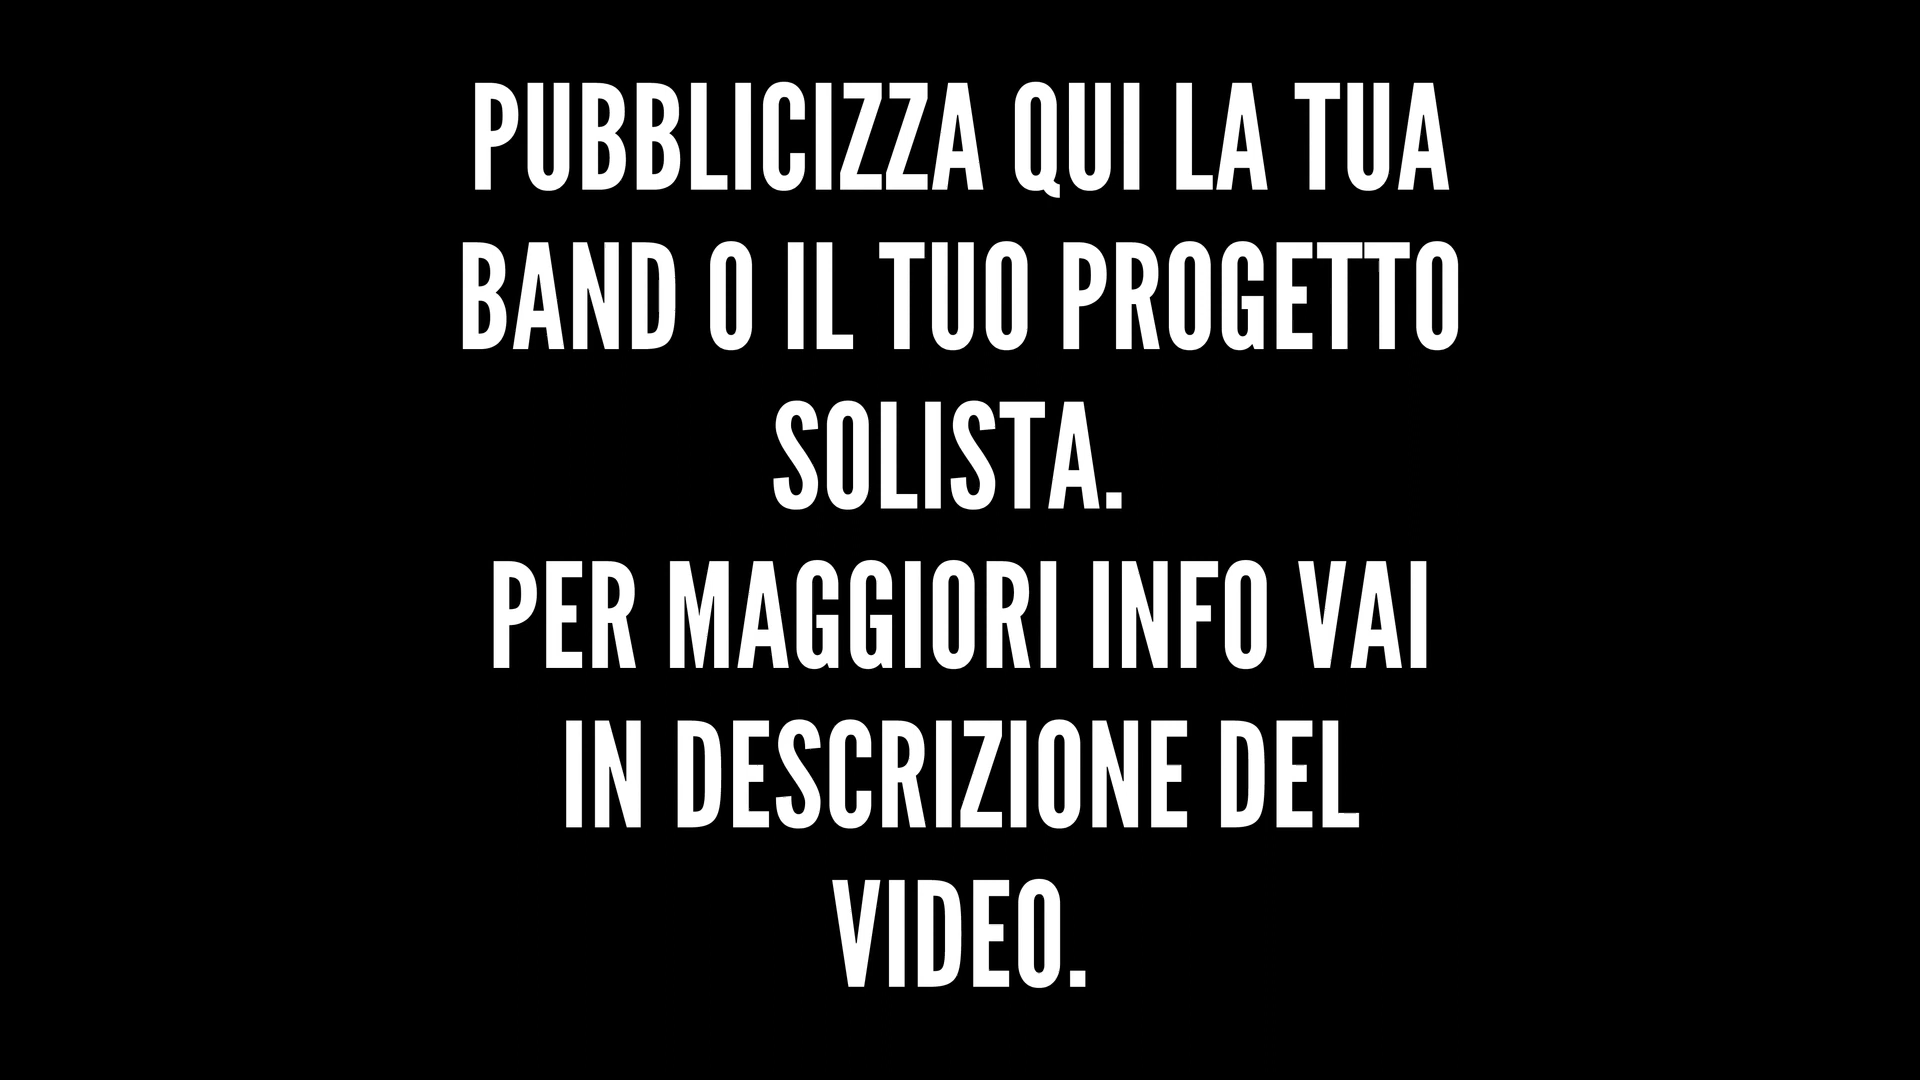 PUBBLICIZZA QUI LA TUA
BAND O IL TUO PROGETTO
SOLISTA.
PER MAGGIORI INFO VAI
IN DESCRIZIONE DEL
VIDEO.